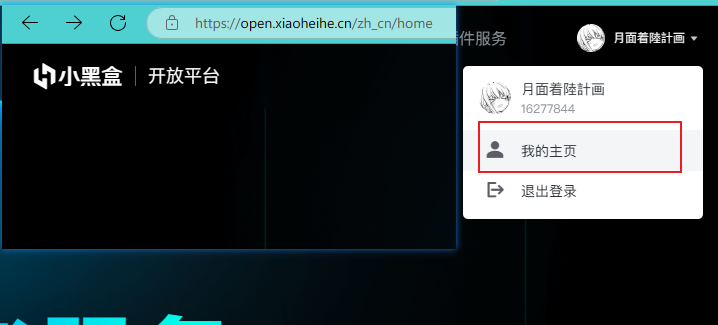 https://open.xiaoheihe.cn/zh_cn/home
件服务
月面着陸計画
小黑盒
开放平台
月面着陸計画
16277844
我的主页
退出登录